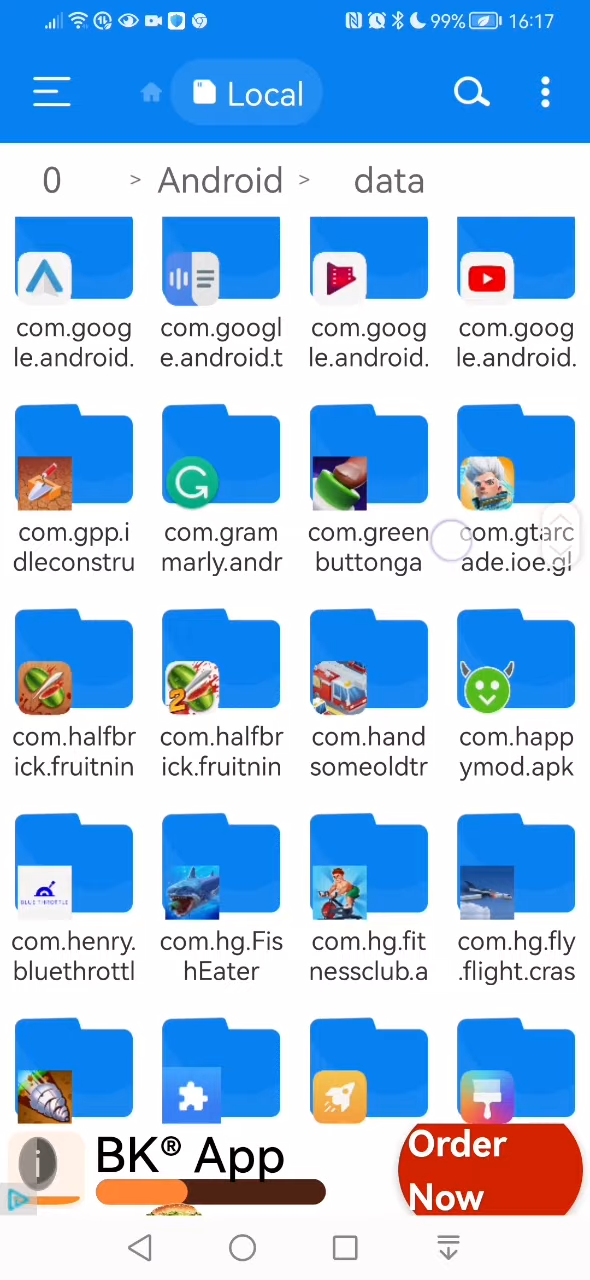 99% 16:17
Local
0 > Android > data
com.goog
le.android.
com.googl
e.android.t
com.goog
le.android.
com.goog
le.android.
com.gpp.i
dleconstru
com.gram
marly.andr
com.green
buttonga
com.gtarc
ade.ioe.gl
com.halfbr
ick.fruitnin
2
com.halfbr
ick.fruitnin
com.hand
someoldtr
com.happ
ymod.apk
BLUE THROTTLE
com.henry.
bluethrottl
com.hg.Fis
hEater
com.hg.fit
nessclub.a
com.hg.fly
.flight.cras
BK® App
Order
Now